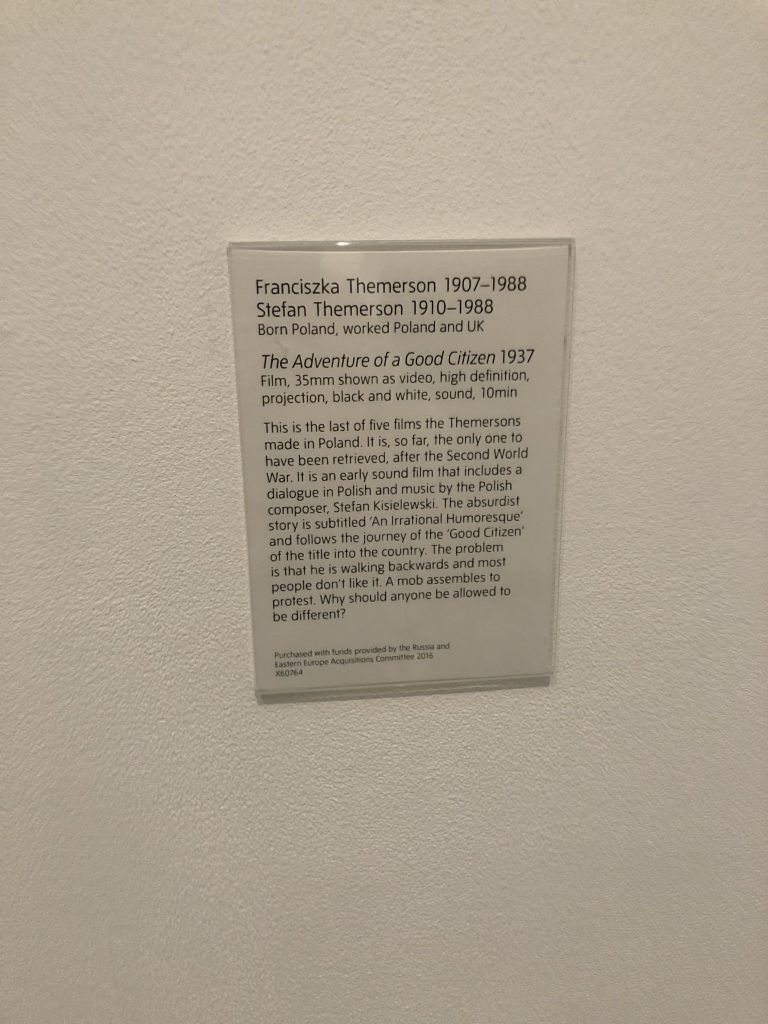 Franciszka Themerson 1907–1988
Stefan Themerson 1910–1988
Born Poland, worked Poland and UK
The Adventure of a Good Citizen 1937
Film, 35mm shown as video, high definition,
projection, black and white, sound, 10min
This is the last of five films the Themersons
made in Poland. It is, so far, the only one to
have been retrieved, after the Second World
War. It is an early sound film that includes a
dialogue in Polish and music by the Polish
composer, Stefan Kisielewski. The absurdist
story is subtitled ‘An Irrational Humoresque’
and follows the journey of the ‘Good Citizen’
of the title into the country. The problem
is that he is walking backwards and most
people don’t like it. A mob assembles to
protest. Why should anyone be allowed to
be different?
Purchased with funds provided by the Russia and
Eastern Europe Acquisitions Committee 2016
X60764